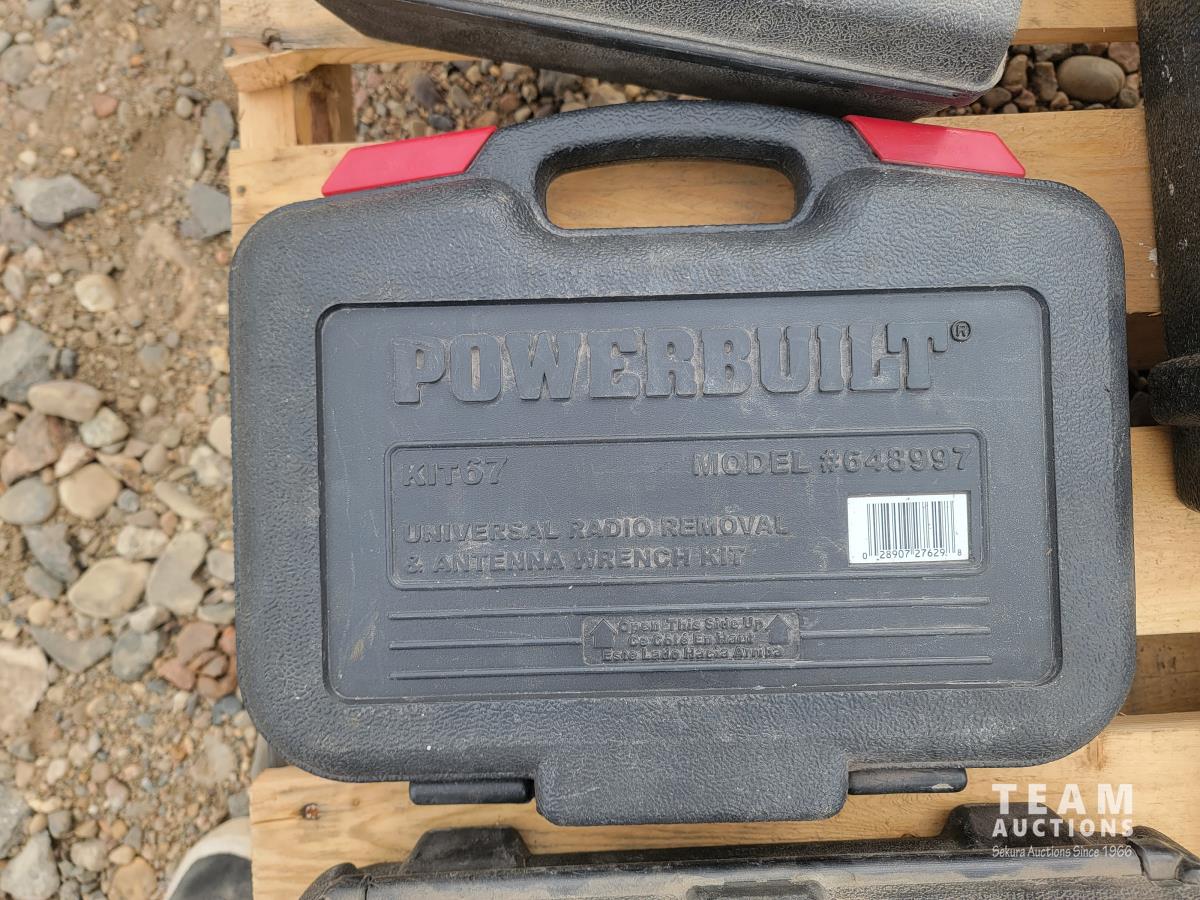 POWERBUILT®
KIT67 MODEL #648997
UNIVERSAL RADIO REMOVAL
& ANTENNA WRENCH KIT
0 28907 27629 8
Open This Side Up
Ce Côté En Haut
Este Lado Hacia Arriba
TEAM
AUCTIONS
Sekura Auctions Since 1966